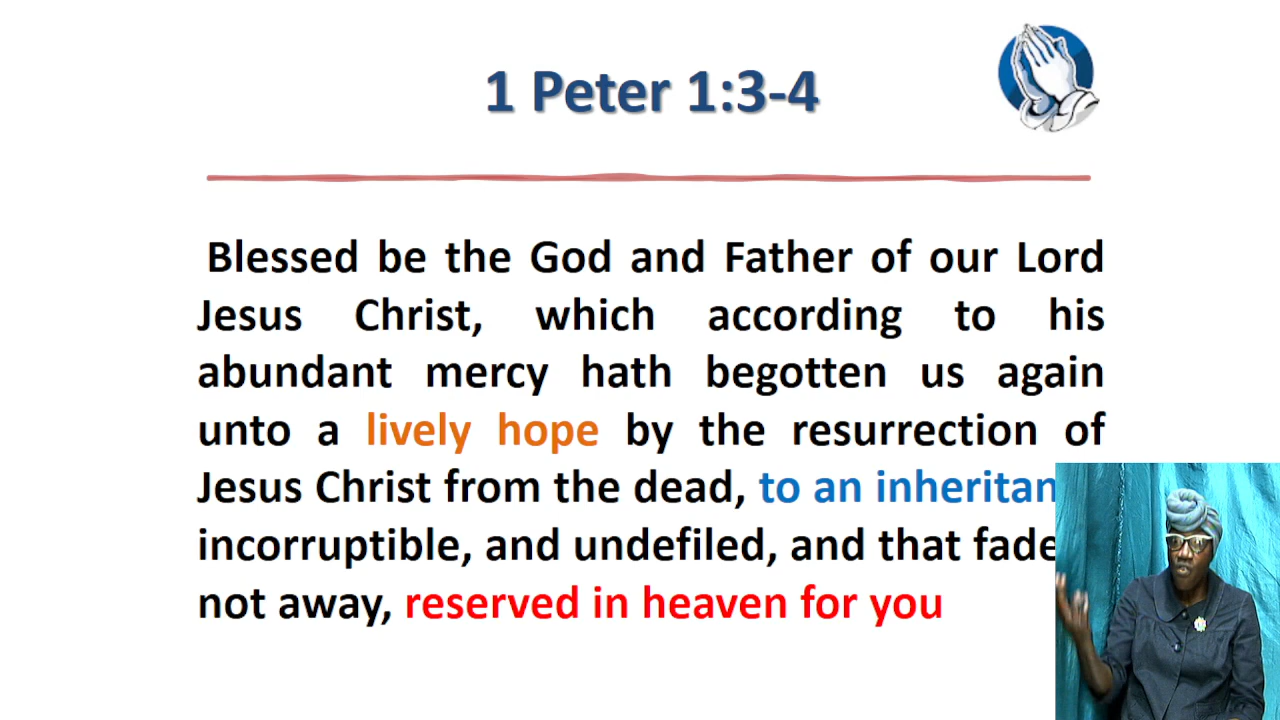 1 Peter 1:3-4
Blessed be the God and Father of our Lord
Jesus Christ, which according to his
abundant mercy hath begotten us again
unto a lively hope by the resurrection of
Jesus Christ from the dead, to an inheritan
incorruptible, and undefiled, and that fade
not away, reserved in heaven for you